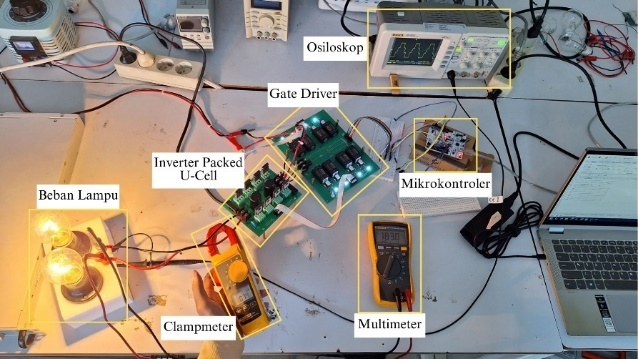 Osiloskop
Gate Driver
Inverter Packed
U-Cell
Mikrokontroler
Beban Lampu
Clampmeter
Multimeter